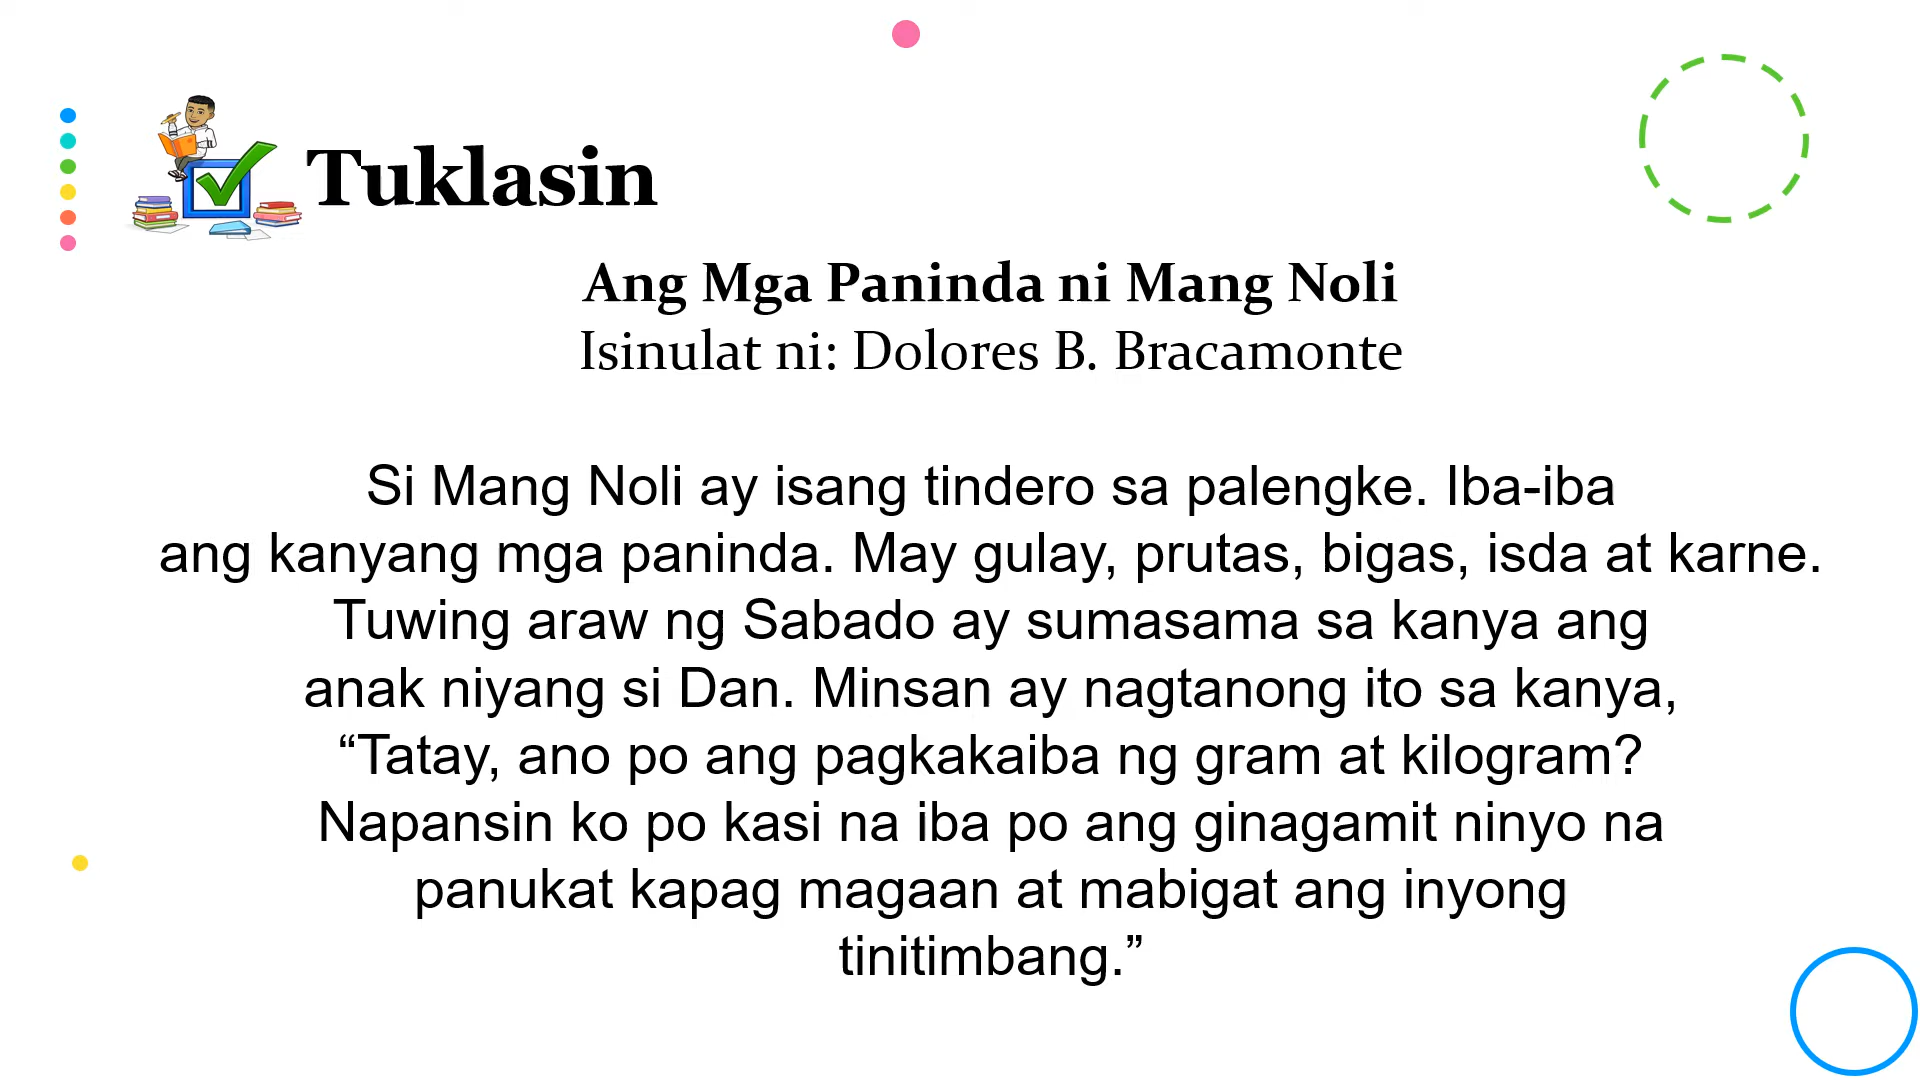 Tuklasin
Ang Mga Paninda ni Mang Noli
Isinulat ni: Dolores B. Bracamonte
Si Mang Noli ay isang tindero sa palengke. Iba-iba
ang kanyang mga paninda. May gulay, prutas, bigas, isda at karne.
Tuwing araw ng Sabado ay sumasama sa kanya ang
anak niyang si Dan. Minsan ay nagtanong ito sa kanya,
“Tatay, ano po ang pagkakaiba ng gram at kilogram?
Napansin ko po kasi na iba po ang ginagamit ninyo na
panukat kapag magaan at mabigat ang inyong
tinitimbang.”